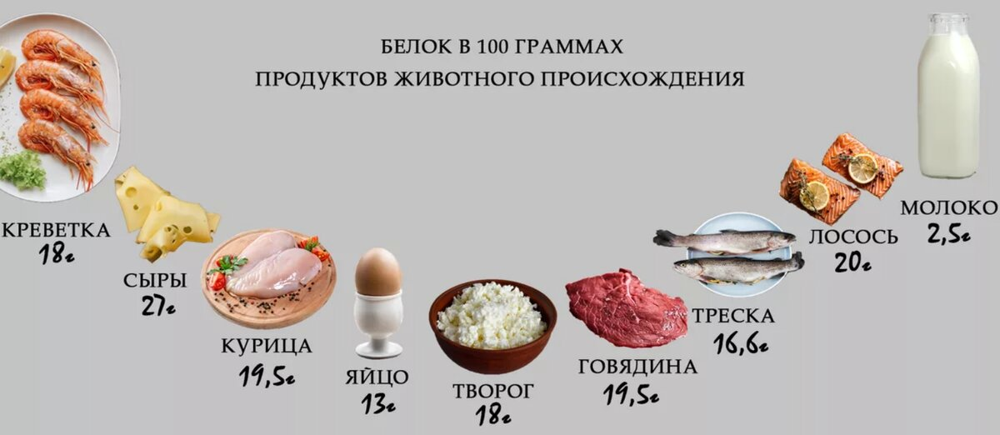 БЕЛОК В 100 ГРАММАХ
ПРОДУКТОВ ЖИВОТНОГО ПРОИСХОЖДЕНИЯ
КРЕВЕТКА
18г
СЫРЫ
27г
КУРИЦА
19,5г
ЯЙЦО
13г
ТВОРОГ
18г
ГОВЯДИНА
19,5г
ТРЕСКА
16,6г
ЛОСОСЬ
20г
МОЛОКО
2,5г